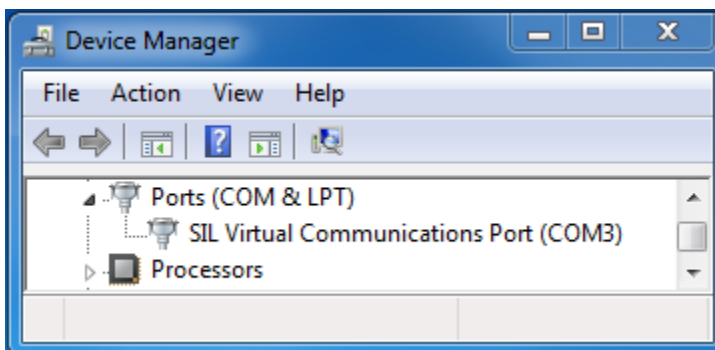 Device Manager
File Action View Help
Ports (COM & LPT)
SIL Virtual Communications Port (COM3)
Processors